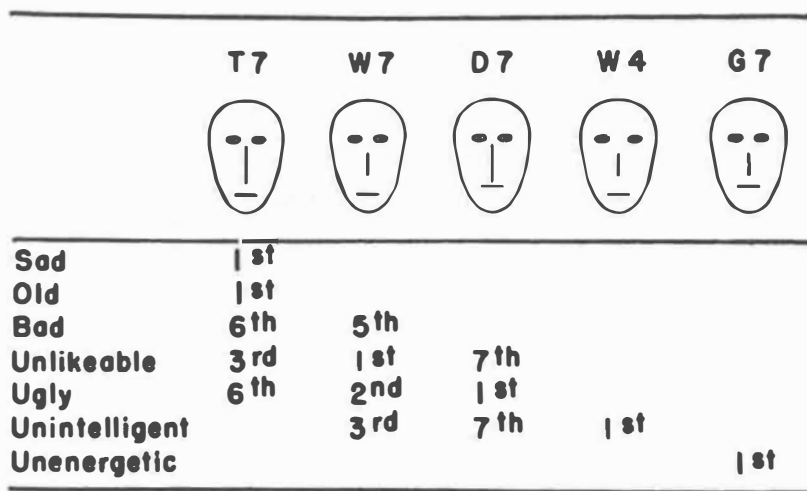 T7 W7 D7 W4 G7
Sad 1st
Old 1st
Bad 6th 5th
Unlikeable 3rd 1st 7th
Ugly 6th 2nd 1st
Unintelligent 3rd 7th 1st
Unenergetic 1st